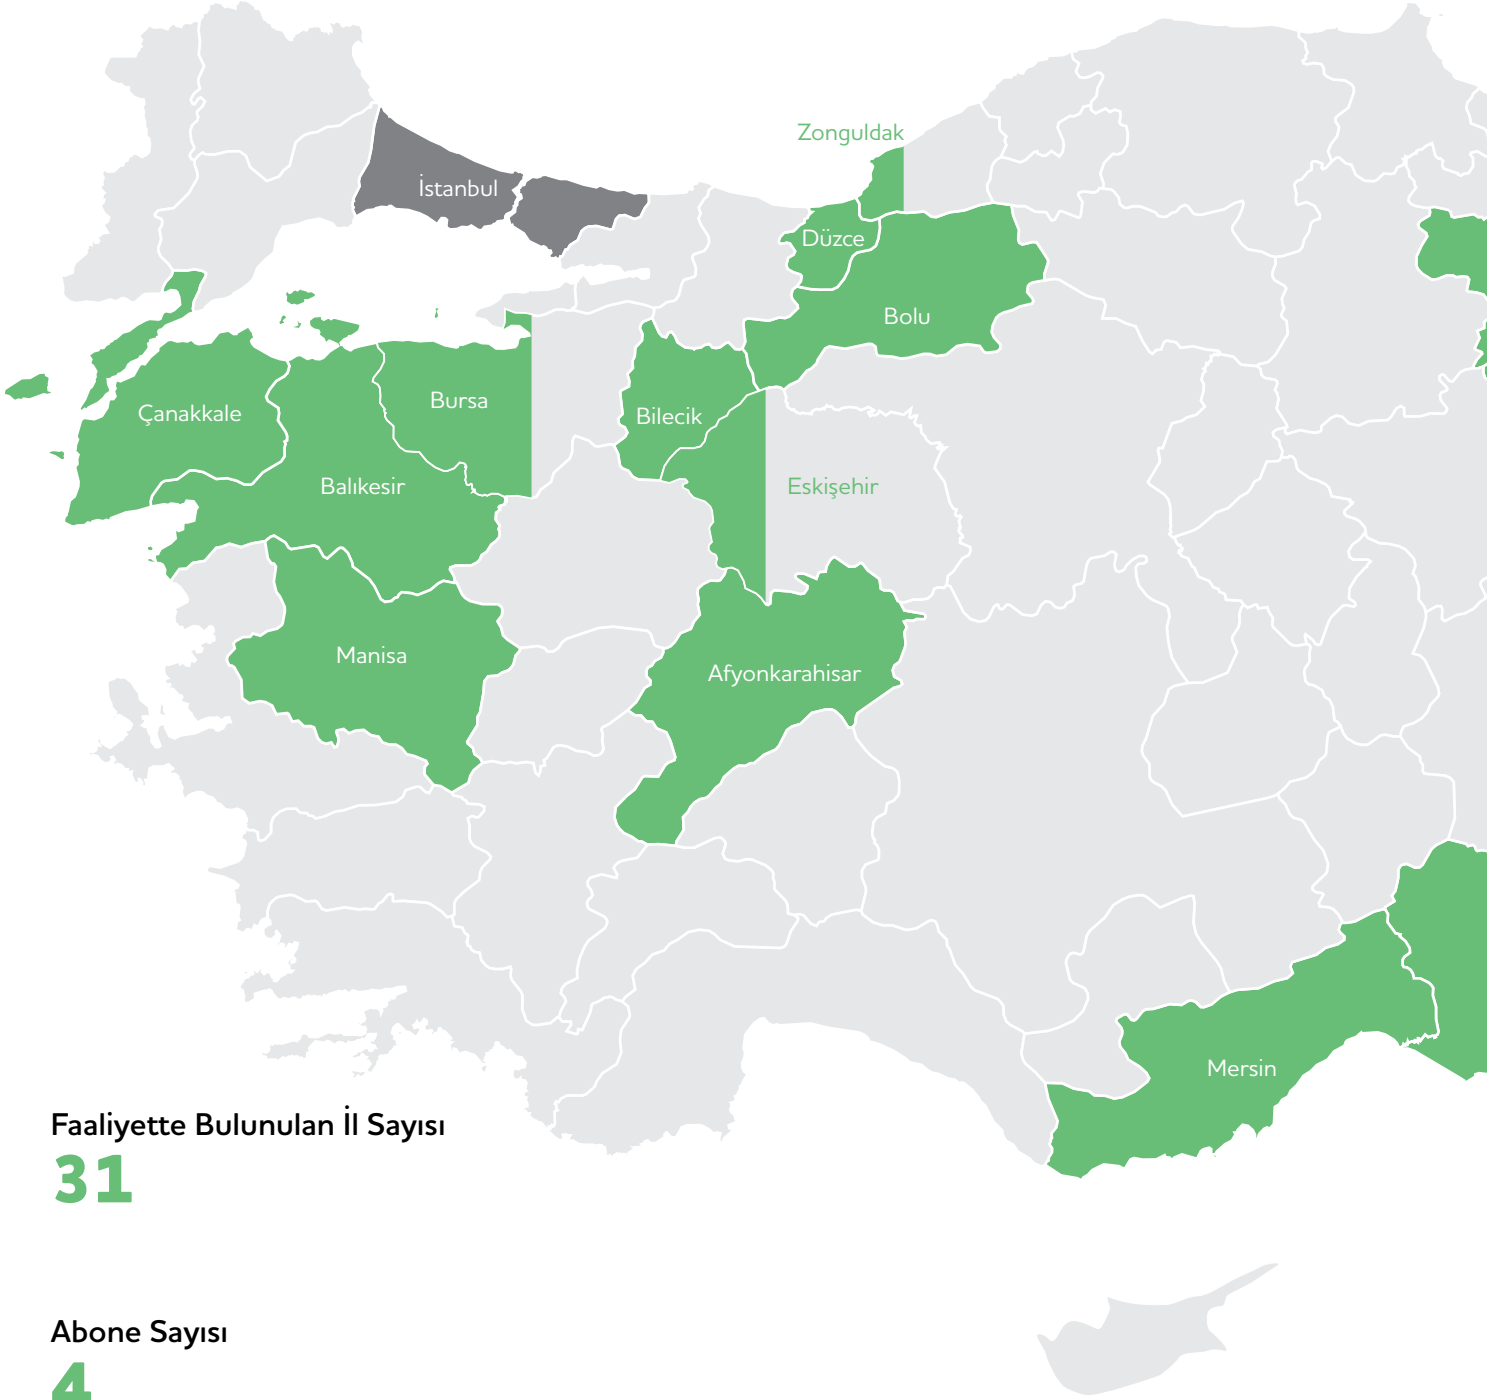 Zonguldak
İstanbul
Düzce
Bolu
Bursa
Çanakkale
Bilecik
Balıkesir
Eskişehir
Manisa
Afyonkarahisar
Mersin
Faaliyette Bulunulan İl Sayısı
31
Abone Sayısı
4